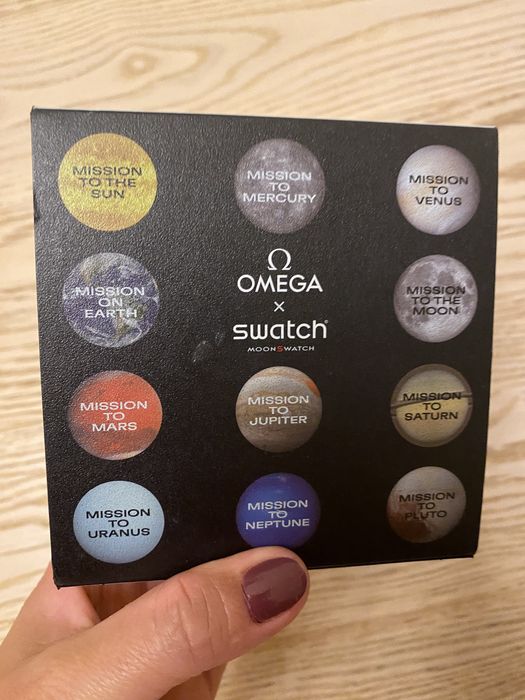 MISSION
TO THE
SUN
MISSION
TO
MERCURY
MISSION
TO
VENUS
MISSION
ON
EARTH
Ω
OMEGA
x
swatch®
MOONSWATCH
MISSION
TO THE
MOON
MISSION
TO
MARS
MISSION
TO
JUPITER
MISSION
TO
SATURN
MISSION
TO
URANUS
MISSION
TO
NEPTUNE
MISSION
TO
PLUTO